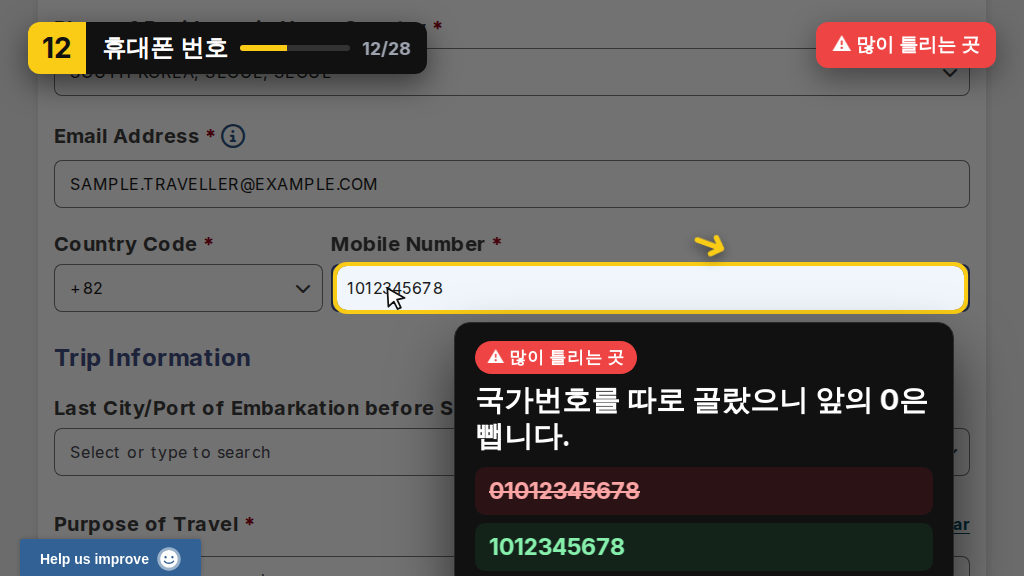 12 휴대폰 번호 12/28
많이 틀리는 곳
SOUTH KOREA, SEOUL, SEOUL
Email Address *
SAMPLE.TRAVELLER@EXAMPLE.COM
Country Code *
Mobile Number *
+82
1012345678
많이 틀리는 곳
국가번호를 따로 골랐으니 앞의 0은
뺍니다.
01012345678
1012345678
Trip Information
Last City/Port of Embarkation before S
Select or type to search
Purpose of Travel *
ar
Help us improve